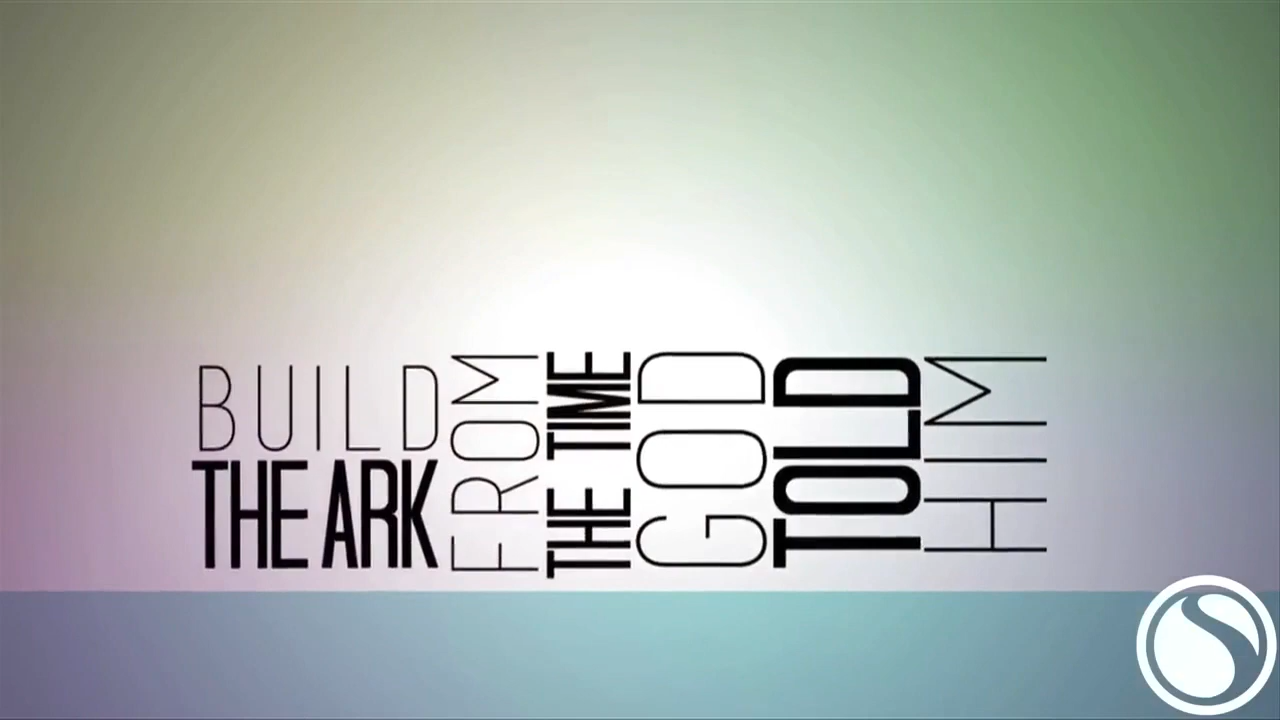 BUILD
THE ARK
FROM
THE TIME
GOD
TOLD
HIM